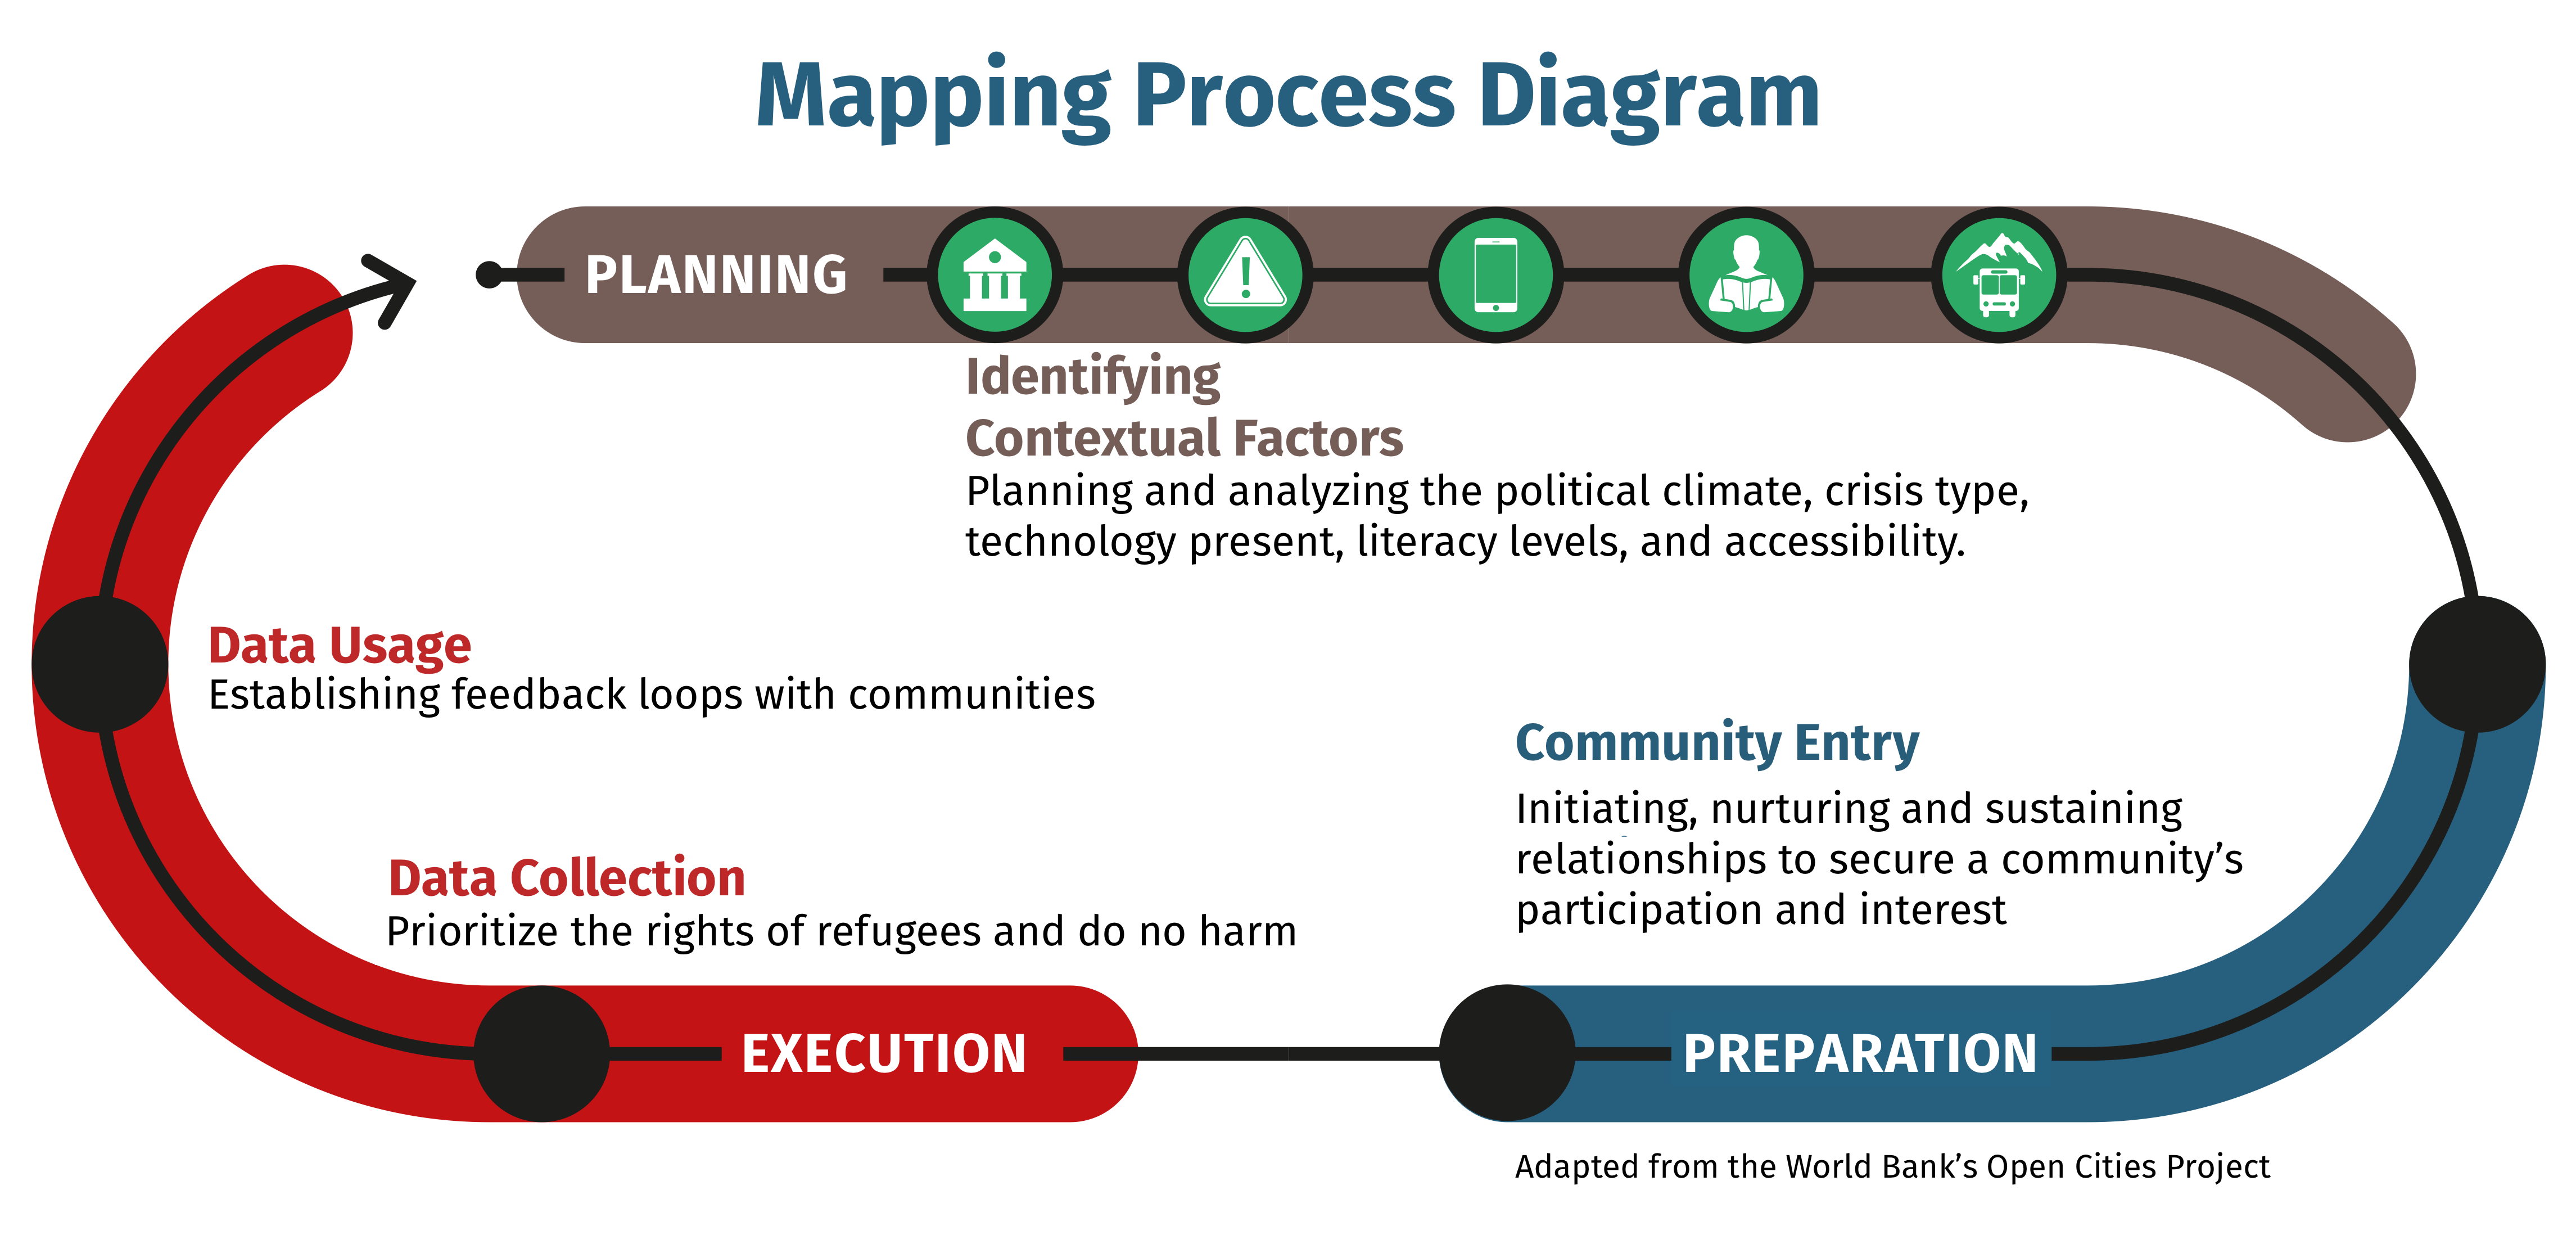 Mapping Process Diagram
PLANNING
Identifying
Contextual Factors
Planning and analyzing the political climate, crisis type,
technology present, literacy levels, and accessibility.
Data Usage
Establishing feedback loops with communities
Community Entry
Initiating, nurturing and sustaining
relationships to secure a community’s
participation and interest
Data Collection
Prioritize the rights of refugees and do no harm
EXECUTION
PREPARATION
Adapted from the World Bank’s Open Cities Project